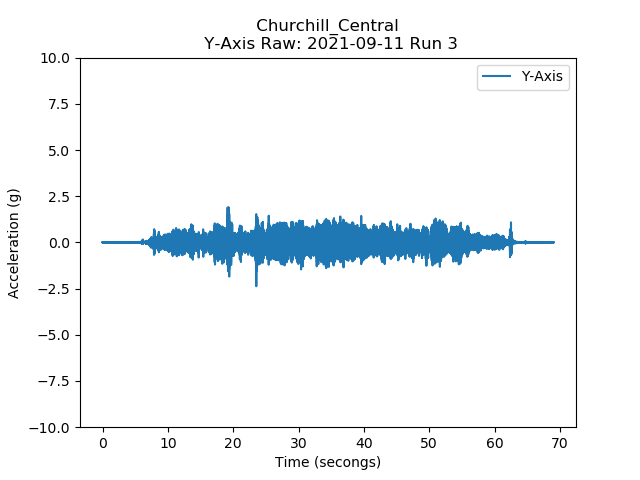 Churchill_Central
Y-Axis Raw: 2021-09-11 Run 3
Y-Axis
10.0
7.5
5.0
2.5
0.0
−2.5
−5.0
−7.5
−10.0
Acceleration (g)
0 10 20 30 40 50 60 70
Time (secongs)